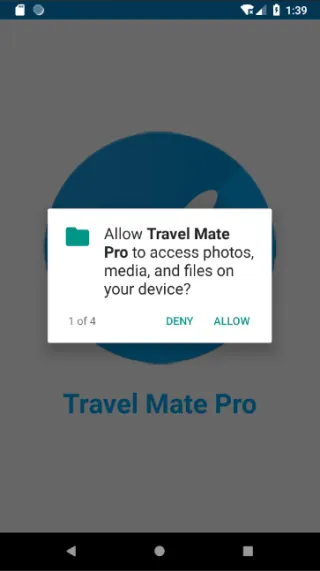 1:39
Allow Travel Mate
Pro to access photos,
media, and files on
your device?
1 of 4
DENY
ALLOW
Travel Mate Pro